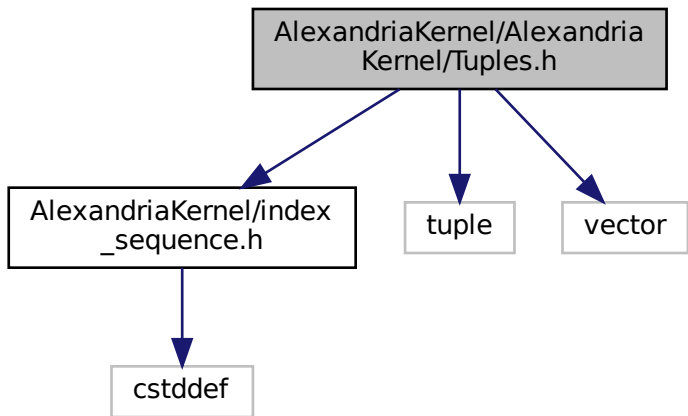 AlexandriaKernel/Alexandria
Kernel/Tuples.h
AlexandriaKernel/index
_sequence.h
tuple
vector
cstddef